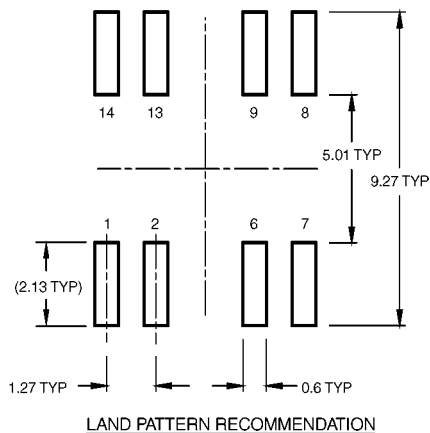 14 13 9 8
5.01 TYP
9.27 TYP
1 2 6 7
(2.13 TYP)
1.27 TYP
0.6 TYP
LAND PATTERN RECOMMENDATION